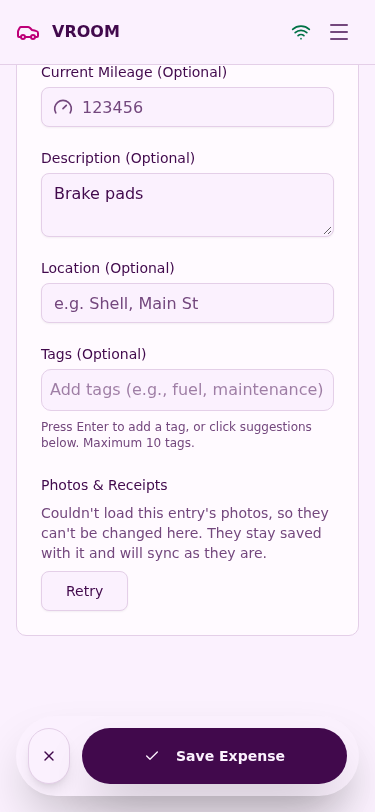 VROOM
Current Mileage (Optional)
123456
Description (Optional)
Brake pads
Location (Optional)
e.g. Shell, Main St
Tags (Optional)
Add tags (e.g., fuel, maintenance)
Press Enter to add a tag, or click suggestions
below. Maximum 10 tags.
Photos & Receipts
Couldn't load this entry's photos, so they
can't be changed here. They stay saved
with it and will sync as they are.
Retry
Save Expense